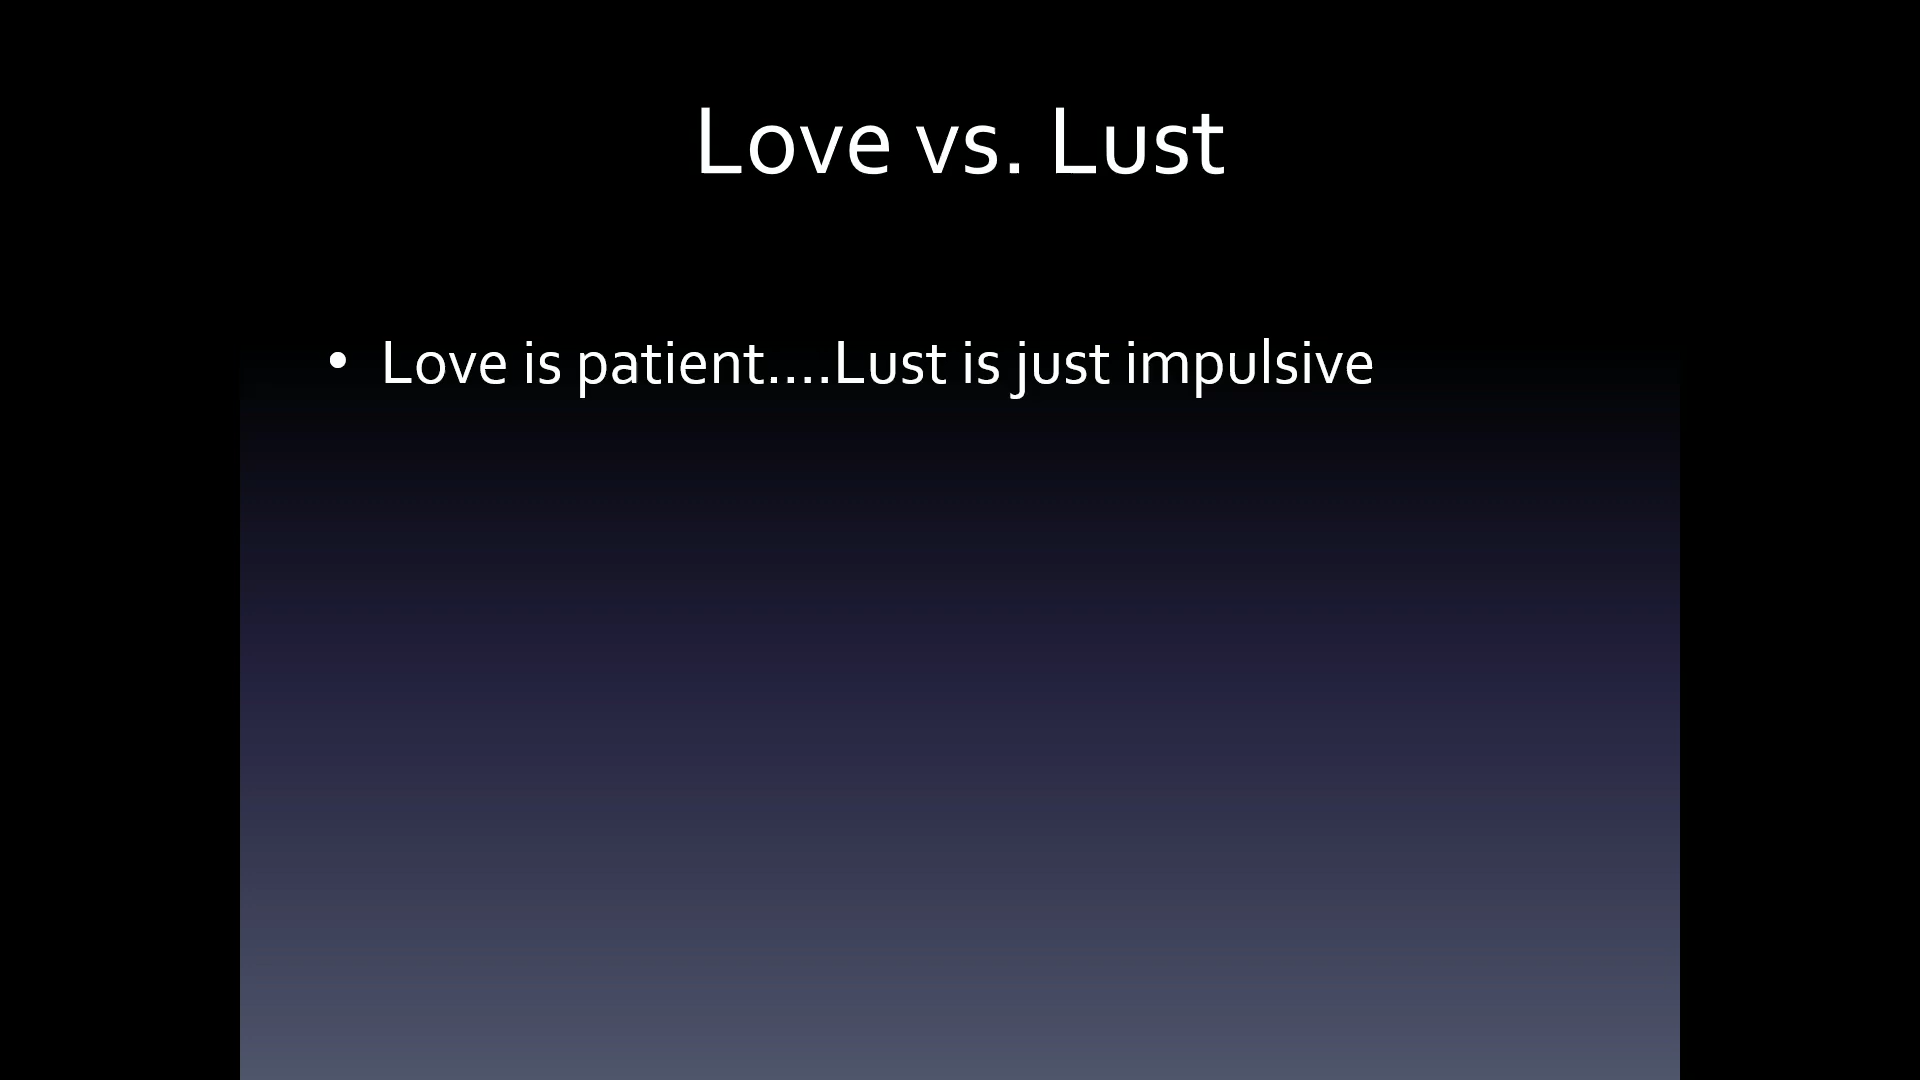 Love vs. Lust
• Love is patient....Lust is just impulsive